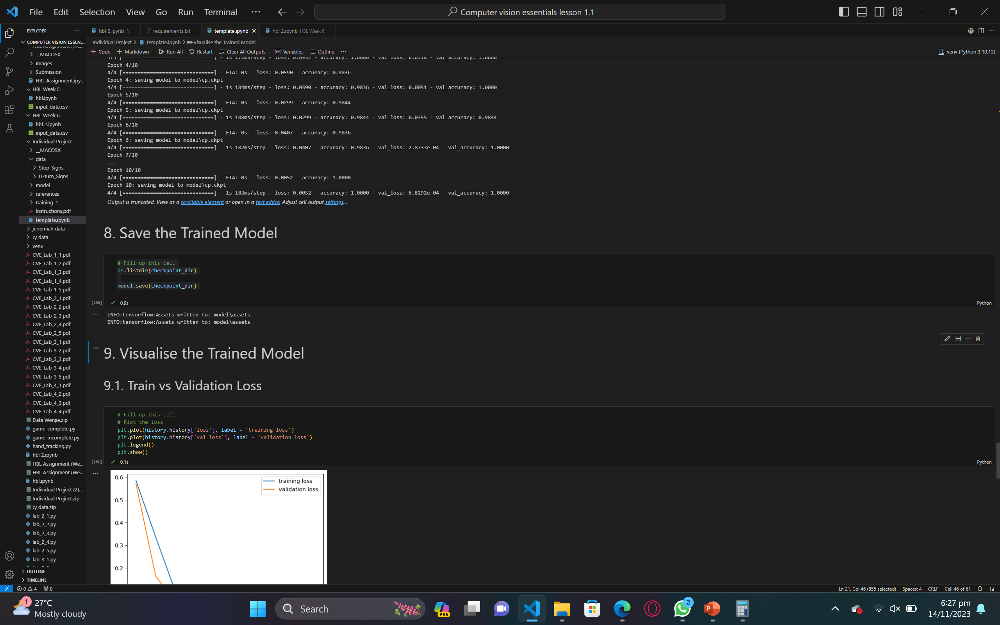 File Edit Selection View Go Run Terminal ···
Computer vision essentials lesson 1.1
EXPLORER ···
hbl 2.ipynb .\
requirements.txt
template.ipynb
hbl 2.ipynb HBL Week 6
COMPUTER VISION ESSEN...
Individual Project > template.ipynb > M↓Visualise the Trained Model
+ Code + Markdown | Run All Restart Clear All Outputs | Variables Outline ···
venv (Python 3.10.13)
HBL Assignment (We...
__MACOSX
Images
Submission
HBL Assignment.ipy...
HBL Week 5
hbl.ipynb
input_data.csv
HBL Week 6
hbl 2.ipynb
input_data.csv
Individual Project
__MACOSX
data
Stop_Signs
U-turn_Signs
model
references
training_1
Instructions.pdf
template.ipynb
jeriemiah data
Jy data
venv
CVE_Lab_1_1.pdf
CVE_Lab_1_2.pdf
CVE_Lab_1_3.pdf
CVE_Lab_1_4.pdf
CVE_Lab_1_5.pdf
CVE_Lab_2_1.pdf
CVE_Lab_2_2.pdf
CVE_Lab_2_3.pdf
CVE_Lab_2_4.pdf
CVE_Lab_2_5.pdf
CVE_Lab_3_1.pdf
CVE_Lab_3_2.pdf
CVE_Lab_3_3.pdf
CVE_Lab_3_4.pdf
CVE_Lab_3_5.pdf
CVE_Lab_4_1.pdf
CVE_Lab_4_2.pdf
CVE_Lab_4_3.pdf
CVE_Lab_4_4.pdf
Data Wenjie.zip
game_complete.py
game_incomplete.py
hand_tracking.py
hbl 2.ipynb
HBL Assignment (We...
HBL Assignment (We...
hbl.ipynb
Individual Project (2)....
Individual Project.zip
Jy data.zip
lab_2_1.py
lab_2_2.py
lab_2_3.py
lab_2_4.py
lab_2_5.py
lab_3_1.py
OUTLINE
TIMELINE
4/4 [==============================] - 1s 172ms/step - loss: 0.0932 - accuracy: 1.0000 - val_loss: 0.0518 - val_accuracy: 1.0000
Epoch 4/10
4/4 [==============================] - ETA: 0s - loss: 0.0590 - accuracy: 0.9836
Epoch 4: saving model to model\cp.ckpt
4/4 [==============================] - 1s 184ms/step - loss: 0.0590 - accuracy: 0.9836 - val_loss: 0.0051 - val_accuracy: 1.0000
Epoch 5/10
4/4 [==============================] - ETA: 0s - loss: 0.0299 - accuracy: 0.9844
Epoch 5: saving model to model\cp.ckpt
4/4 [==============================] - 1s 188ms/step - loss: 0.0299 - accuracy: 0.9844 - val_loss: 0.0355 - val_accuracy: 0.9844
Epoch 6/10
4/4 [==============================] - ETA: 0s - loss: 0.0407 - accuracy: 0.9836
Epoch 6: saving model to model\cp.ckpt
4/4 [==============================] - 1s 182ms/step - loss: 0.0407 - accuracy: 0.9836 - val_loss: 2.8733e-04 - val_accuracy: 1.0000
Epoch 7/10
...
Epoch 10/10
4/4 [==============================] - ETA: 0s - loss: 0.0052 - accuracy: 1.0000
Epoch 10: saving model to model\cp.ckpt
4/4 [==============================] - 1s 183ms/step - loss: 0.0052 - accuracy: 1.0000 - val_loss: 6.8292e-04 - val_accuracy: 1.0000
Output is truncated. View as a scrollable element or open in a text editor. Adjust cell output settings...
8. Save the Trained Model
# Fill up this cell
os.listdir(checkpoint_dir)
model.save(checkpoint_dir)
[200] 0.9s Python
INFO:tensorflow:Assets written to: model\assets
INFO:tensorflow:Assets written to: model\assets
9. Visualise the Trained Model
9.1. Train vs Validation Loss
# Fill up this cell
# Plot the loss
plt.plot(history.history['loss'], label = 'training loss')
plt.plot(history.history['val_loss'], label = 'validation loss')
plt.legend()
plt.show()
[201] 0.1s Python
training loss
validation loss
0.6
0.5
0.4
0.3
0.2
0 4 0
Ln 21, Col 46 (855 selected) Spaces: 4 CRLF Cell 46 of 61
1 27°C
Mostly cloudy
Search
PRE
2
6:27 pm
14/11/2023